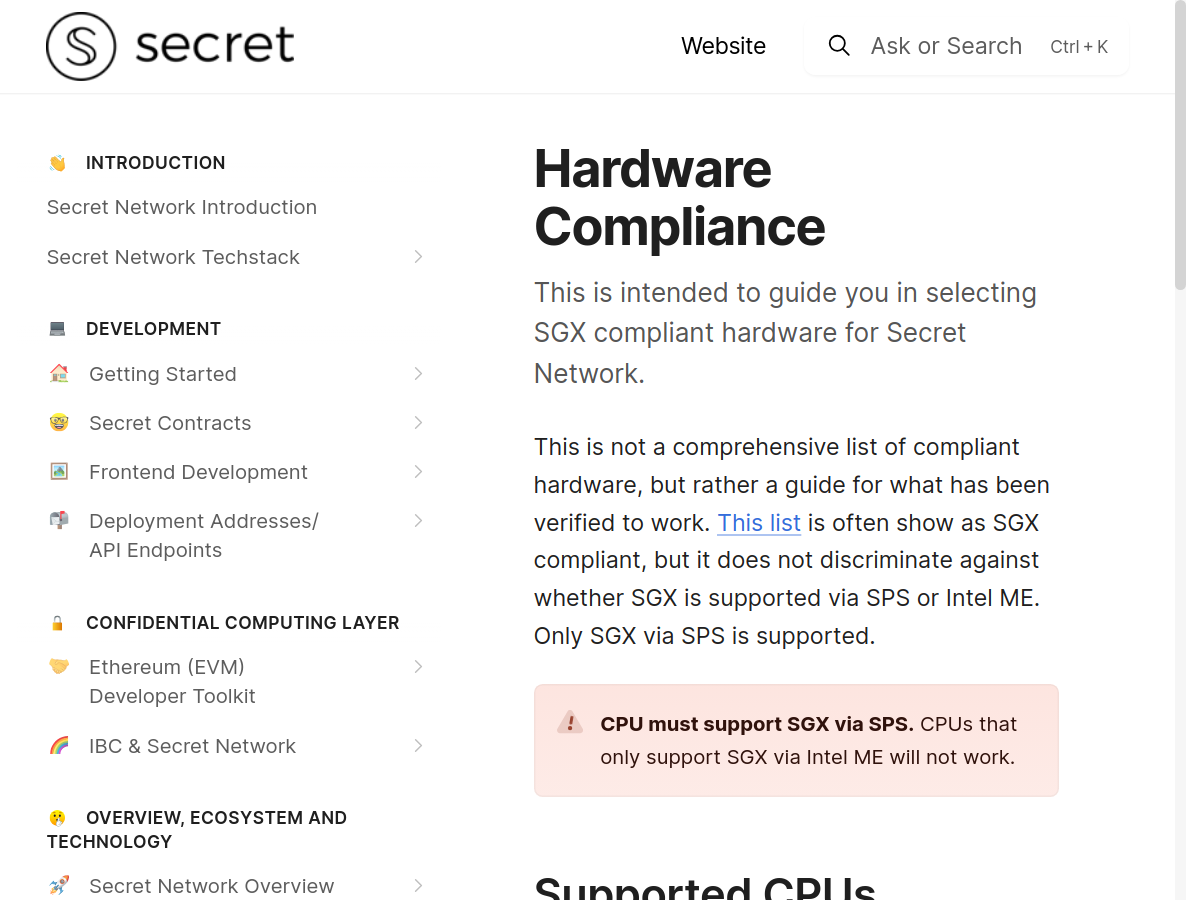 secret
Website
Ask or Search
Ctrl + K
INTRODUCTION
Secret Network Introduction
Secret Network Techstack
DEVELOPMENT
Getting Started
Secret Contracts
Frontend Development
Deployment Addresses/
API Endpoints
CONFIDENTIAL COMPUTING LAYER
Ethereum (EVM)
Developer Toolkit
IBC & Secret Network
OVERVIEW, ECOSYSTEM AND
TECHNOLOGY
Secret Network Overview
Hardware
Compliance
This is intended to guide you in selecting
SGX compliant hardware for Secret
Network.
This is not a comprehensive list of compliant
hardware, but rather a guide for what has been
verified to work. This list is often show as SGX
compliant, but it does not discriminate against
whether SGX is supported via SPS or Intel ME.
Only SGX via SPS is supported.
CPU must support SGX via SPS. CPUs that
only support SGX via Intel ME will not work.
Supported CPUs